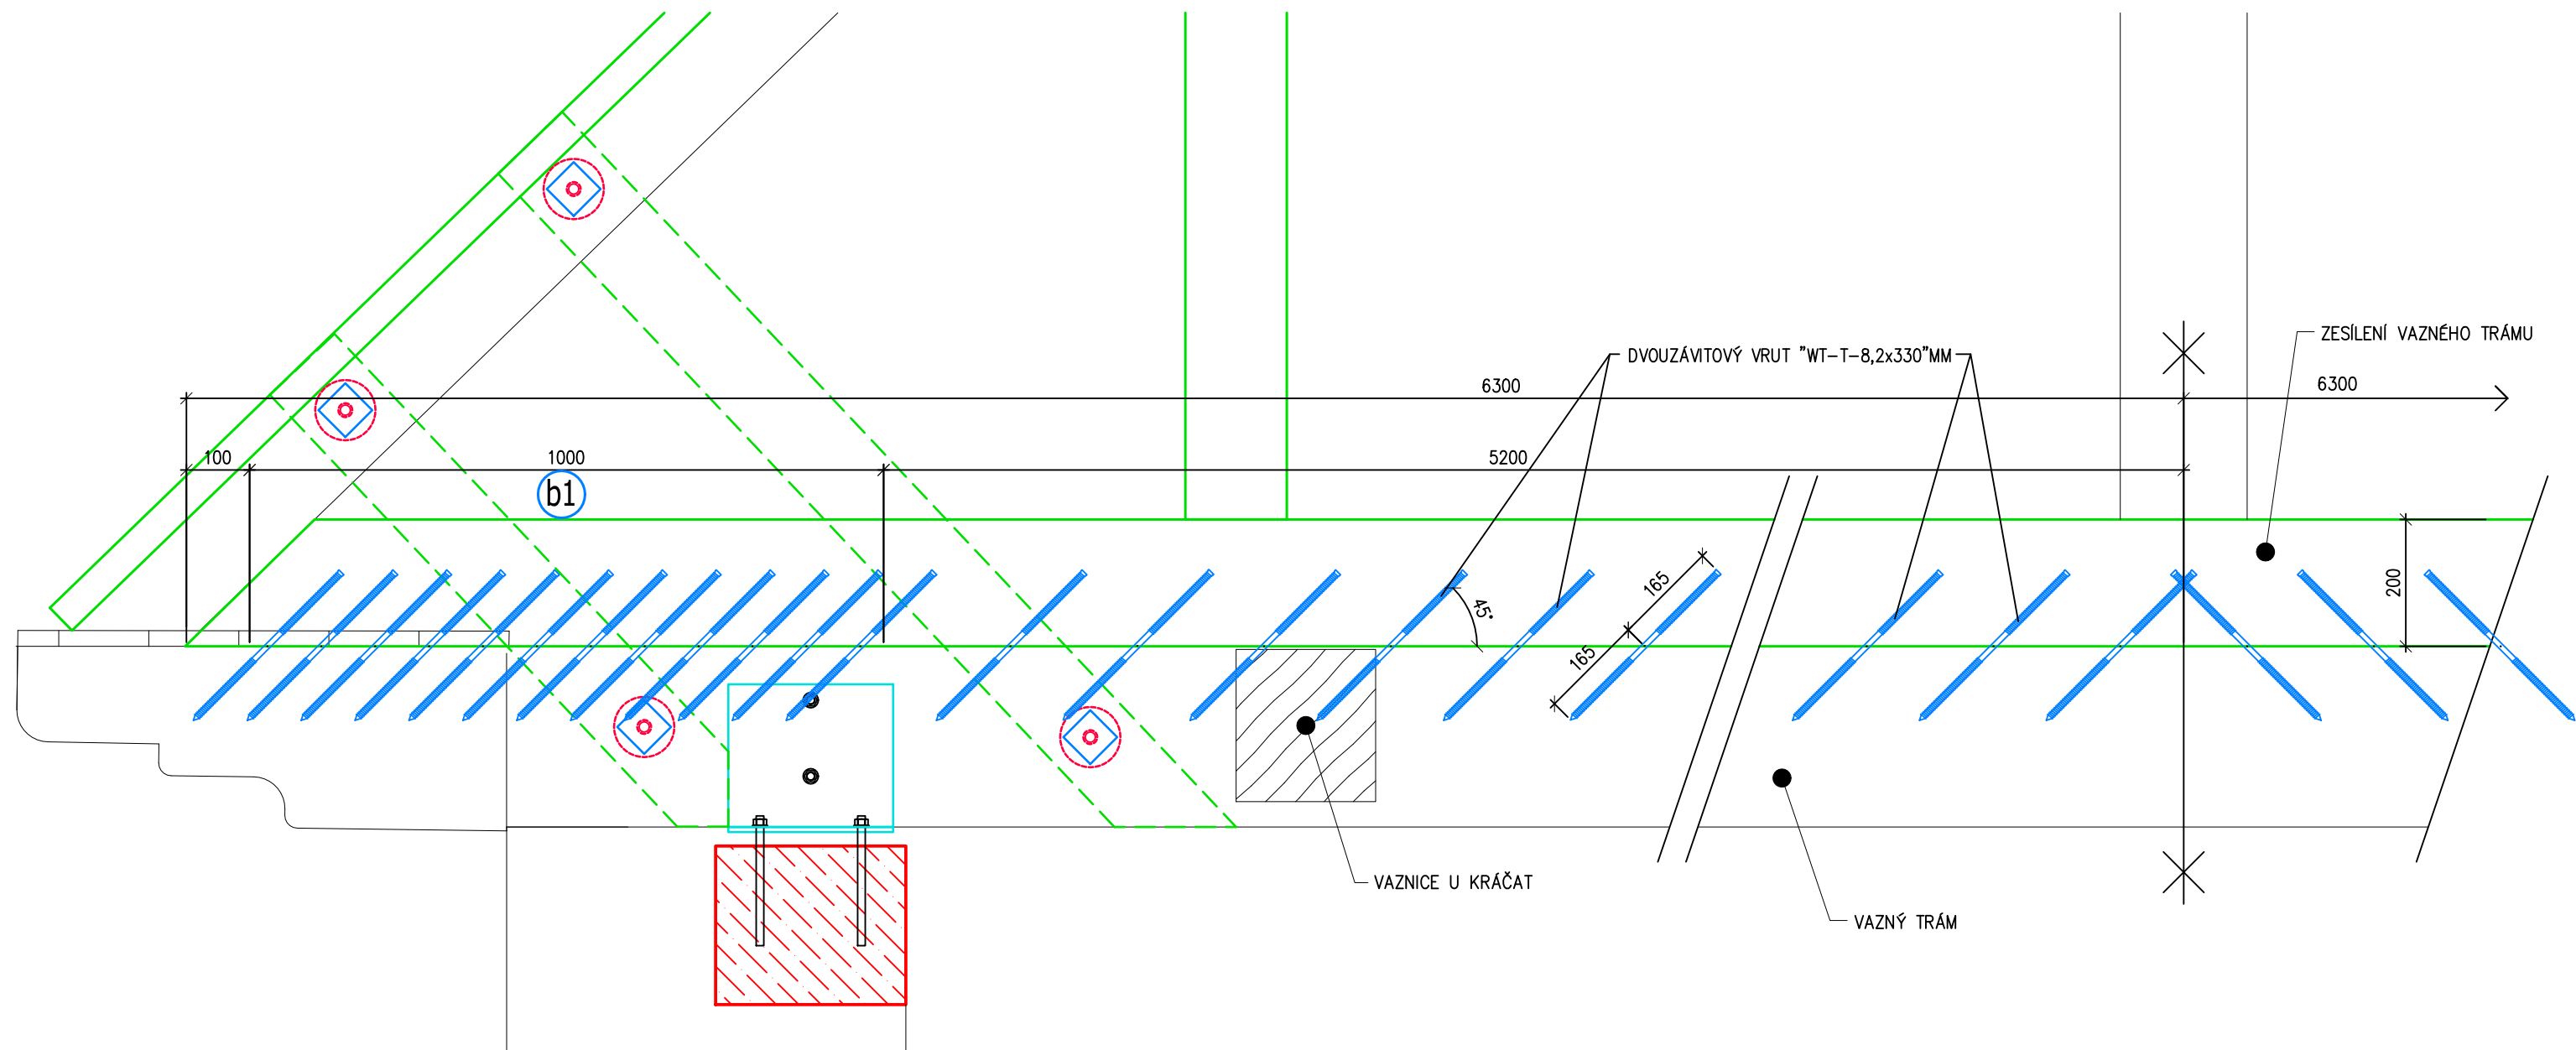 ZESÍLENÍ VAZNÉHO TRÁMU
DVOUZÁVITOVÝ VRUT "WT-T-8,2x330"MM
6300
6300
100
1000
5200
b1
165
165
45°
200
VAZNICE U KRÁČAT
VAZNÝ TRÁM